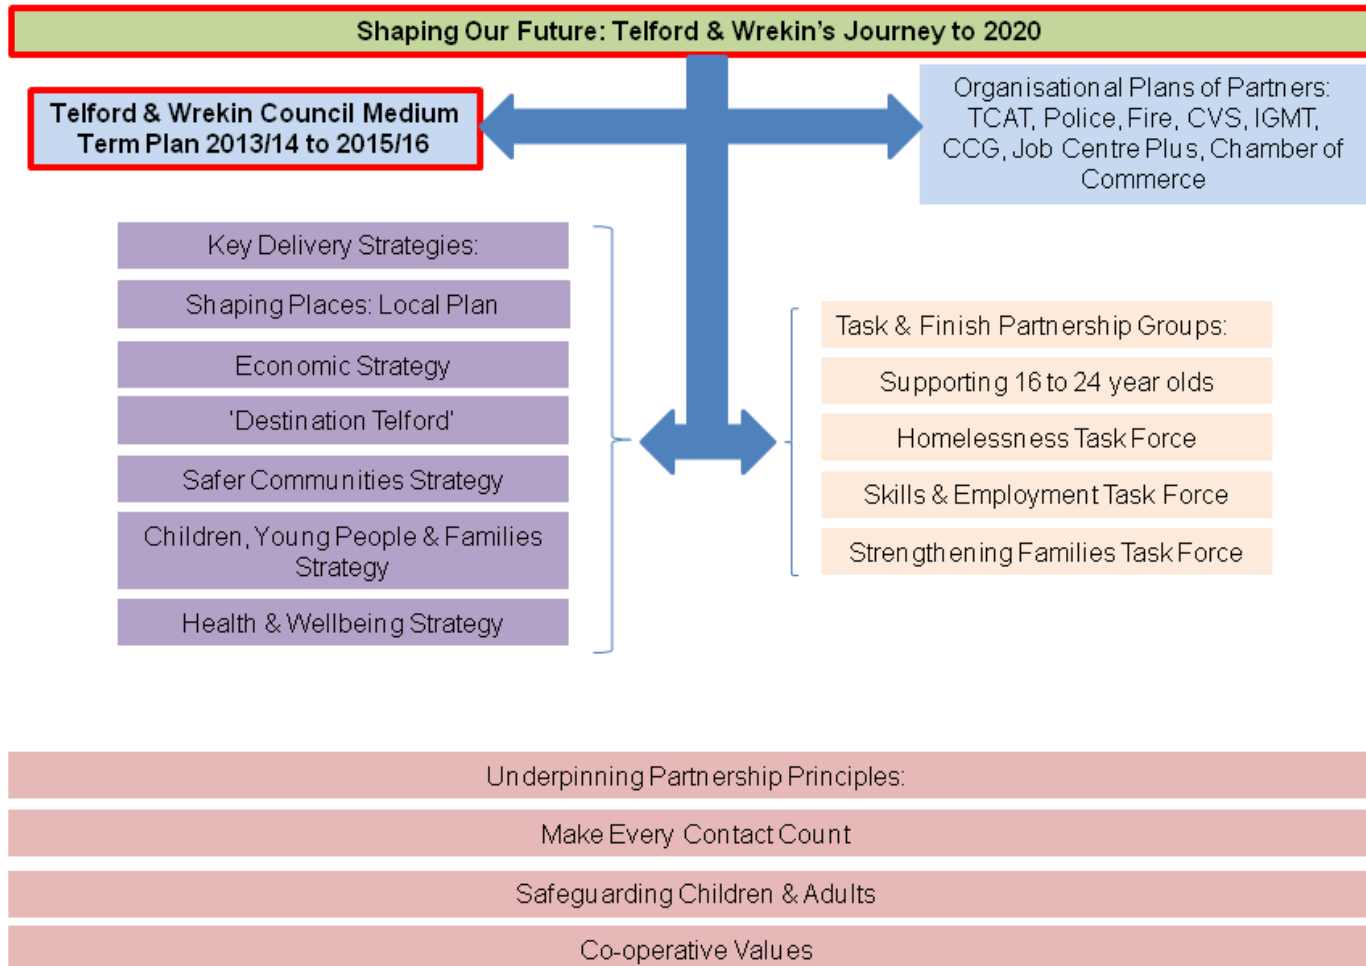 Shaping Our Future: Telford & Wrekin's Journey to 2020
Telford & Wrekin Council Medium
Term Plan 2013/14 to 2015/16
Organisational Plans of Partners:
TCAT, Police, Fire, CVS, IGMT,
CCG, Job Centre Plus, Chamber of
Commerce
Key Delivery Strategies:
Shaping Places: Local Plan
Economic Strategy
'Destination Telford'
Safer Communities Strategy
Children, Young People & Families
Strategy
Health & Wellbeing Strategy
Task & Finish Partnership Groups:
Supporting 16 to 24 year olds
Homelessness Task Force
Skills & Employment Task Force
Strengthening Families Task Force
Underpinning Partnership Principles:
Make Every Contact Count
Safeguarding Children & Adults
Co-operative Values